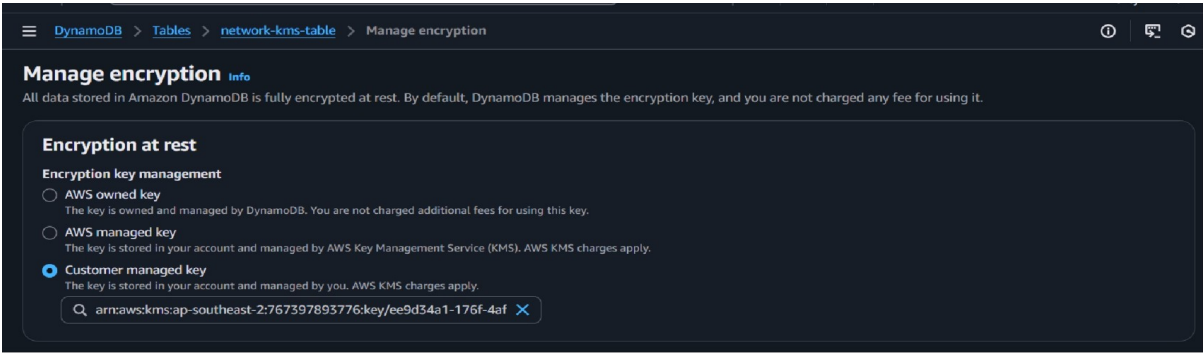 DynamoDB > Tables > network-kms-table > Manage encryption
Manage encryption Info
All data stored in Amazon DynamoDB is fully encrypted at rest. By default, DynamoDB manages the encryption key, and you are not charged any fee for using it.
Encryption at rest
Encryption key management
AWS owned key
The key is owned and managed by DynamoDB. You are not charged additional fees for using this key.
AWS managed key
The key is stored in your account and managed by AWS Key Management Service (KMS). AWS KMS charges apply.
Customer managed key
The key is stored in your account and managed by you. AWS KMS charges apply.
arn:aws:kms:ap-southeast-2:767397893776:key/ee9d34a1-176f-4af